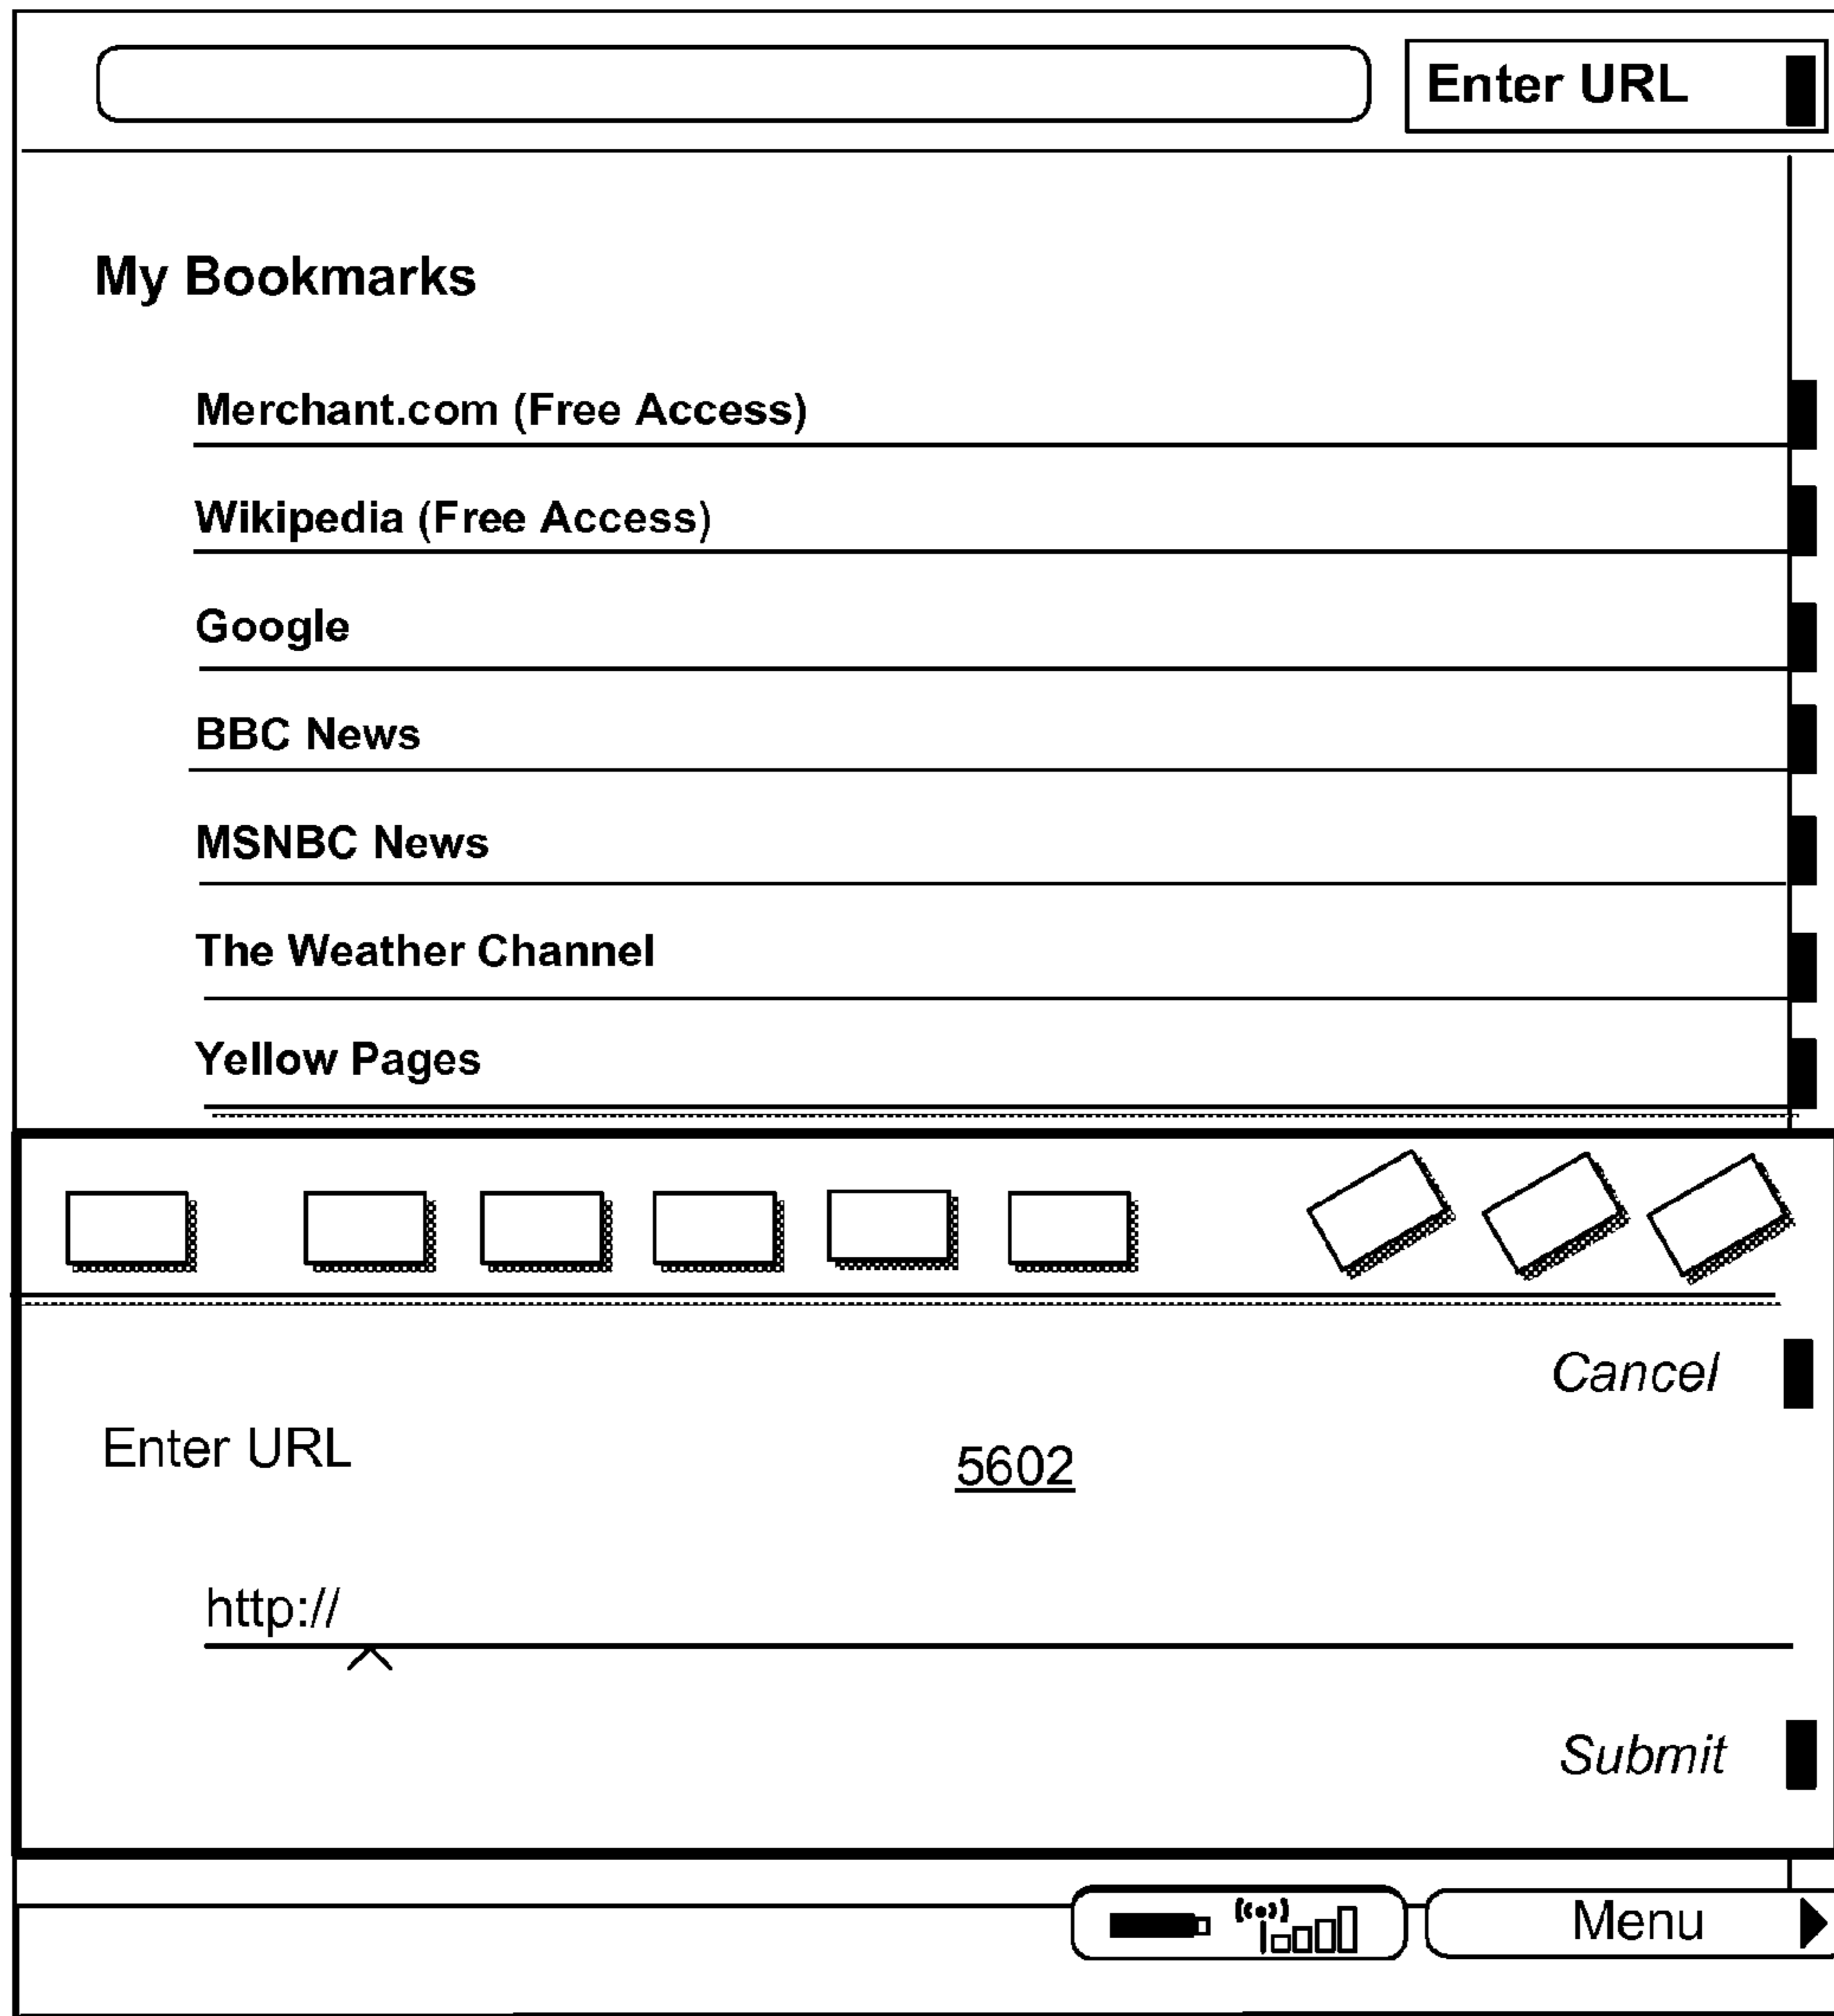 Enter URL
My Bookmarks
Merchant.com (Free Access)
Wikipedia (Free Access)
Google
BBC News
MSNBC News
The Weather Channel
Yellow Pages
Cancel
Enter URL
5602
http://
Submit
Menu